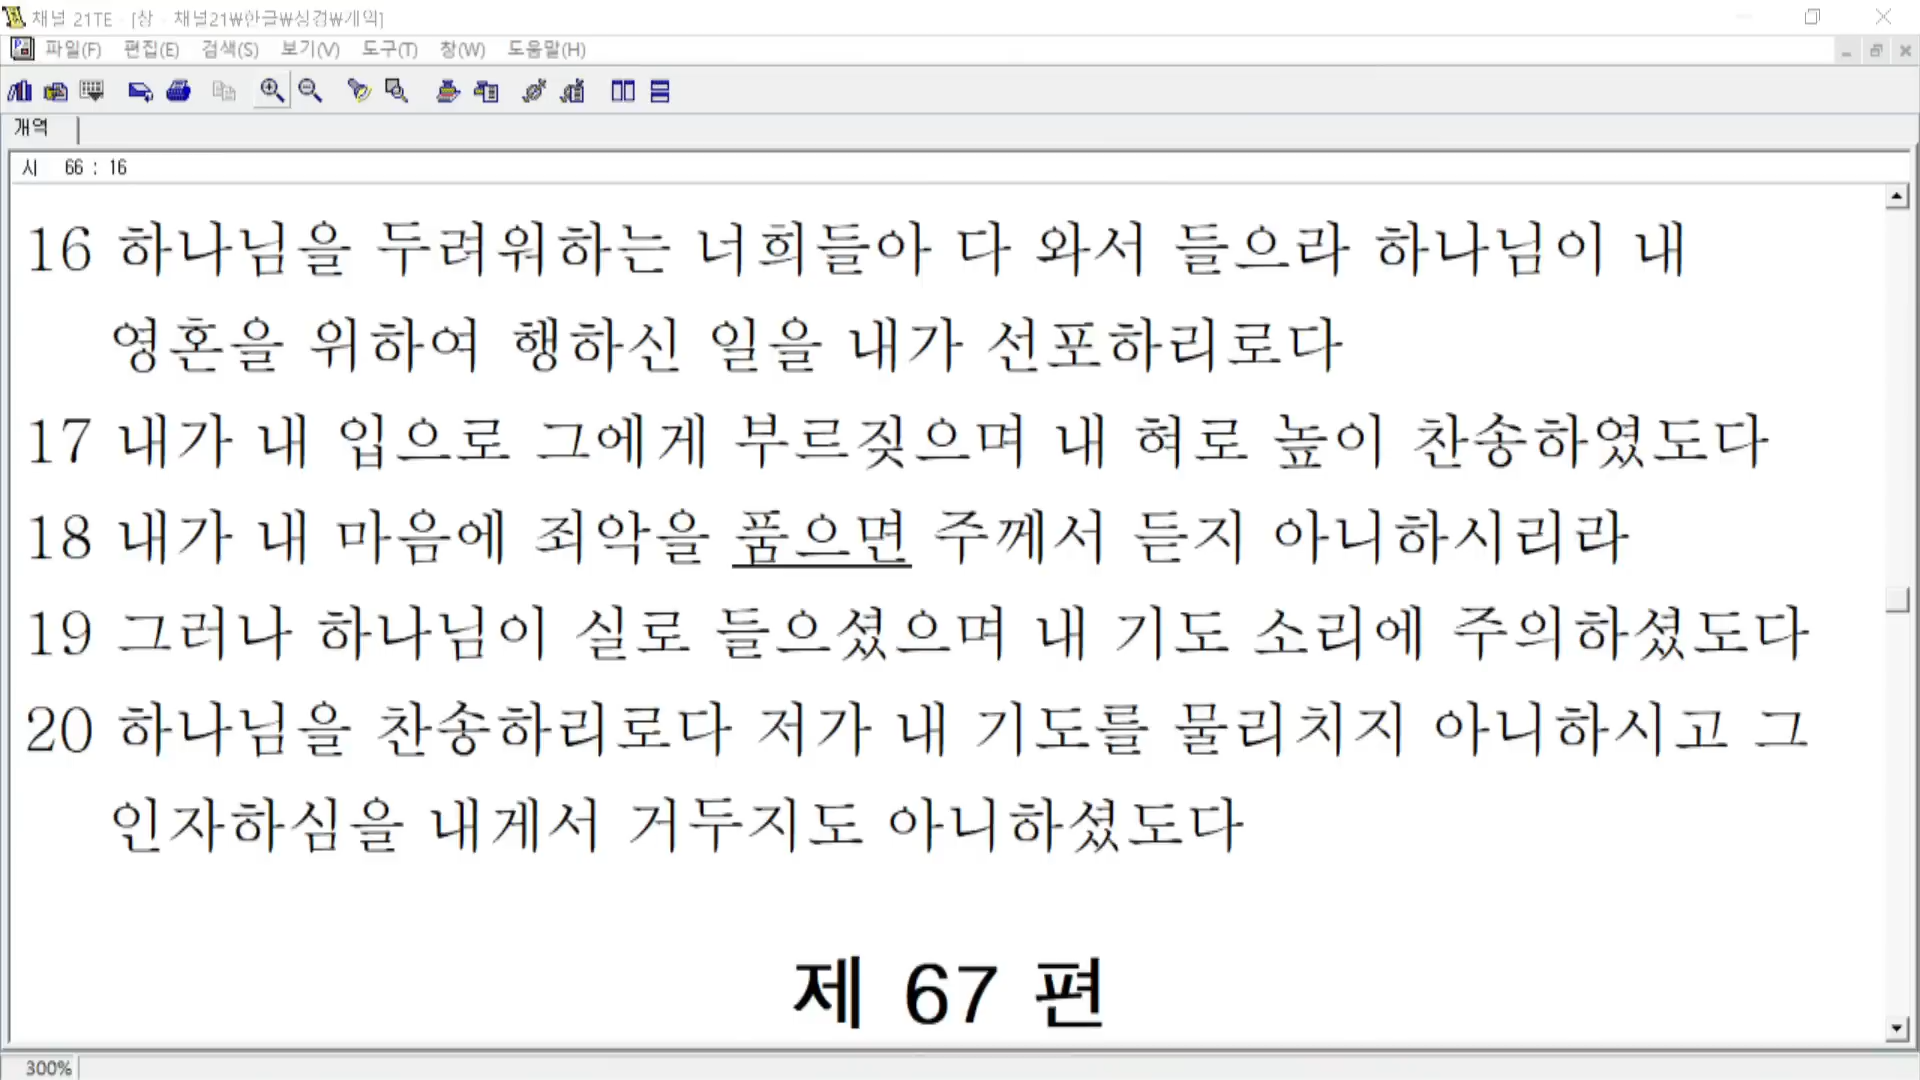 채널 21TE - [창 - 채널21￦한글￦성경￦개역]
파일(F) 편집(E) 검색(S) 보기(V) 도구(T) 창(W) 도움말(H)
개역
시 66 : 16
16 하나님을 두려워하는 너희들아 다 와서 들으라 하나님이 내
영혼을 위하여 행하신 일을 내가 선포하리로다
17 내가 내 입으로 그에게 부르짖으며 내 혀로 높이 찬송하였도다
18 내가 내 마음에 죄악을 품으면 주께서 듣지 아니하시리라
19 그러나 하나님이 실로 들으셨으며 내 기도 소리에 주의하셨도다
20 하나님을 찬송하리로다 저가 내 기도를 물리치지 아니하시고 그
인자하심을 내게서 거두지도 아니하셨도다
제 67 편
300%